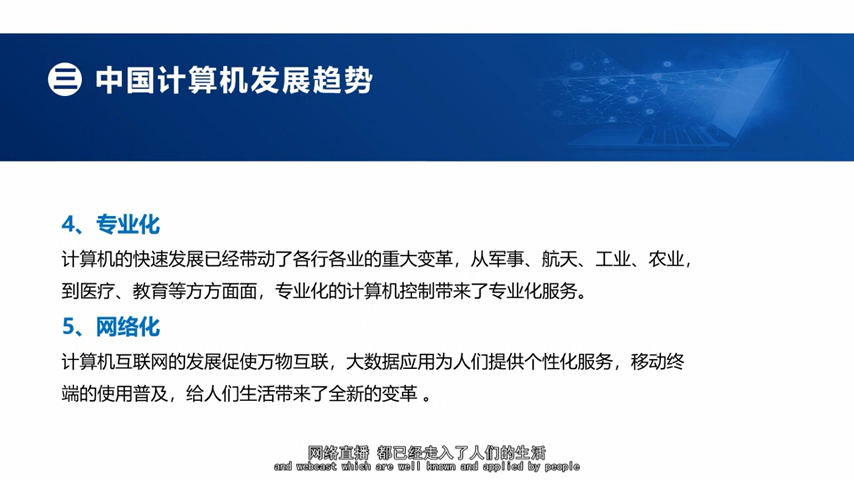 三 中国计算机发展趋势
4、专业化
计算机的快速发展已经带动了各行各业的重大变革，从军事、航天、工业、农业，
到医疗、教育等方方面面，专业化的计算机控制带来了专业化服务。
5、网络化
计算机互联网的发展促使万物互联，大数据应用为人们提供个性化服务，移动终
端的使用普及，给人们生活带来了全新的变革 。
网络直播 都已经走入了人们的生活
and webcast which are well known and applied by people